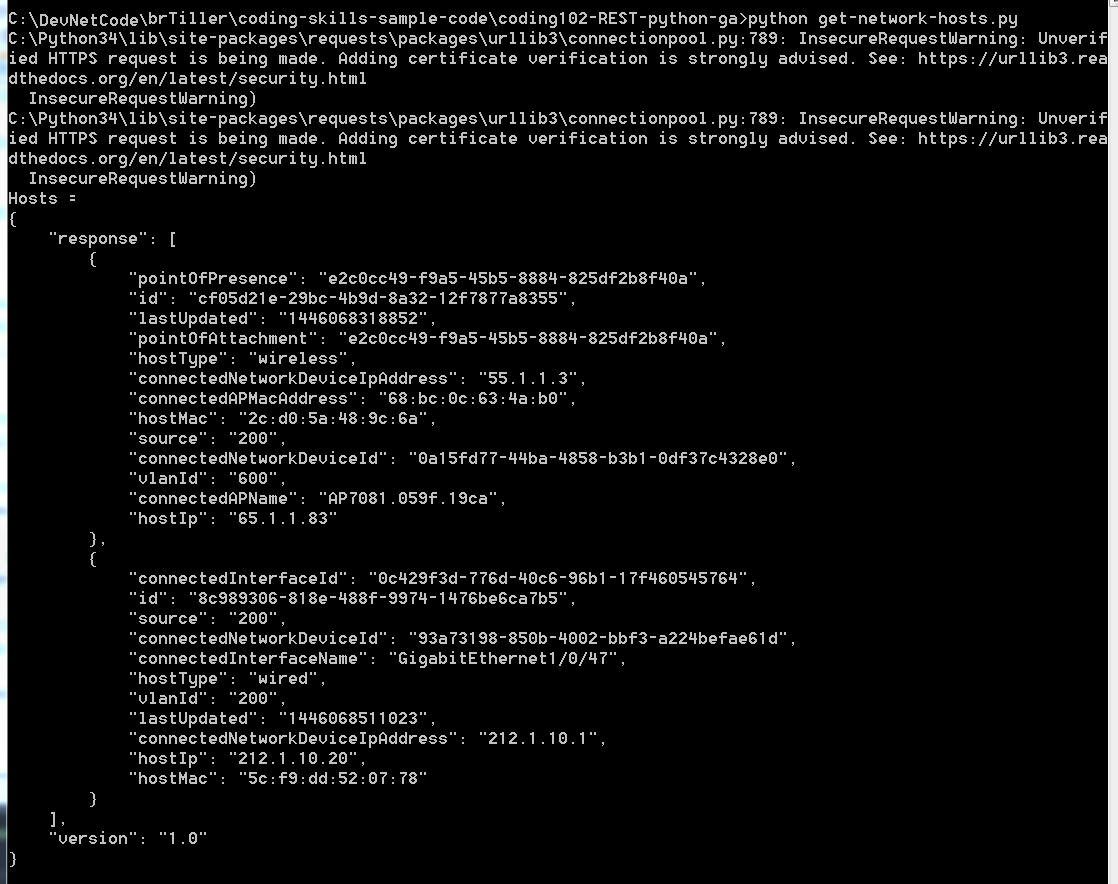 C:\DevNetCode\brTiller\coding-skills-sample-code\coding102-REST-python-ga>python get-network-hosts.py
C:\Python34\lib\site-packages\requests\packages\urllib3\connectionpool.py:789: InsecureRequestWarning: Unverif
ied HTTPS request is being made. Adding certificate verification is strongly advised. See: https://urllib3.rea
dthedocs.org/en/latest/security.html
  InsecureRequestWarning)
C:\Python34\lib\site-packages\requests\packages\urllib3\connectionpool.py:789: InsecureRequestWarning: Unverif
ied HTTPS request is being made. Adding certificate verification is strongly advised. See: https://urllib3.rea
dthedocs.org/en/latest/security.html
  InsecureRequestWarning)
Hosts =
{
    "response": [
        {
            "pointOfPresence": "e2c0cc49-f9a5-45b5-8884-825df2b8f40a",
            "id": "cf05d21e-29bc-4b9d-8a32-12f7877a8355",
            "lastUpdated": "1446068318852",
            "pointOfAttachment": "e2c0cc49-f9a5-45b5-8884-825df2b8f40a",
            "hostType": "wireless",
            "connectedNetworkDeviceIpAddress": "55.1.1.3",
            "connectedAPMacAddress": "68:bc:0c:63:4a:b0",
            "hostMac": "2c:d0:5a:48:9c:6a",
            "source": "200",
            "connectedNetworkDeviceId": "0a15fd77-44ba-4858-b3b1-0df37c4328e0",
            "vlanId": "600",
            "connectedAPName": "AP7081.059f.19ca",
            "hostIp": "65.1.1.83"
        },
        {
            "connectedInterfaceId": "0c429f3d-776d-40c6-96b1-17f460545764",
            "id": "8c989306-818e-488f-9974-1476be6ca7b5",
            "source": "200",
            "connectedNetworkDeviceId": "93a73198-850b-4002-bbf3-a224befae61d",
            "connectedInterfaceName": "GigabitEthernet1/0/47",
            "hostType": "wired",
            "vlanId": "200",
            "lastUpdated": "1446068511023",
            "connectedNetworkDeviceIpAddress": "212.1.10.1",
            "hostIp": "212.1.10.20",
            "hostMac": "5c:f9:dd:52:07:78"
        }
    ],
    "version": "1.0"
}